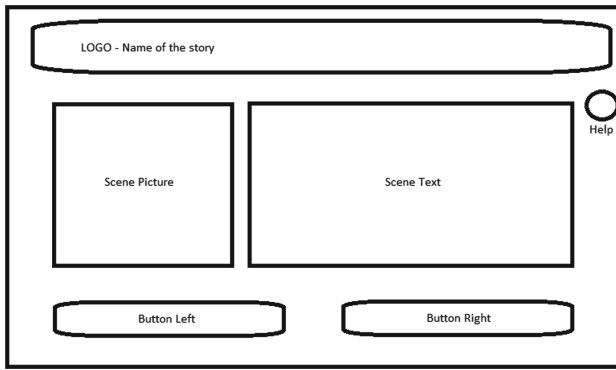 LOGO - Name of the story
Help
Scene Picture
Scene Text
Button Left
Button Right